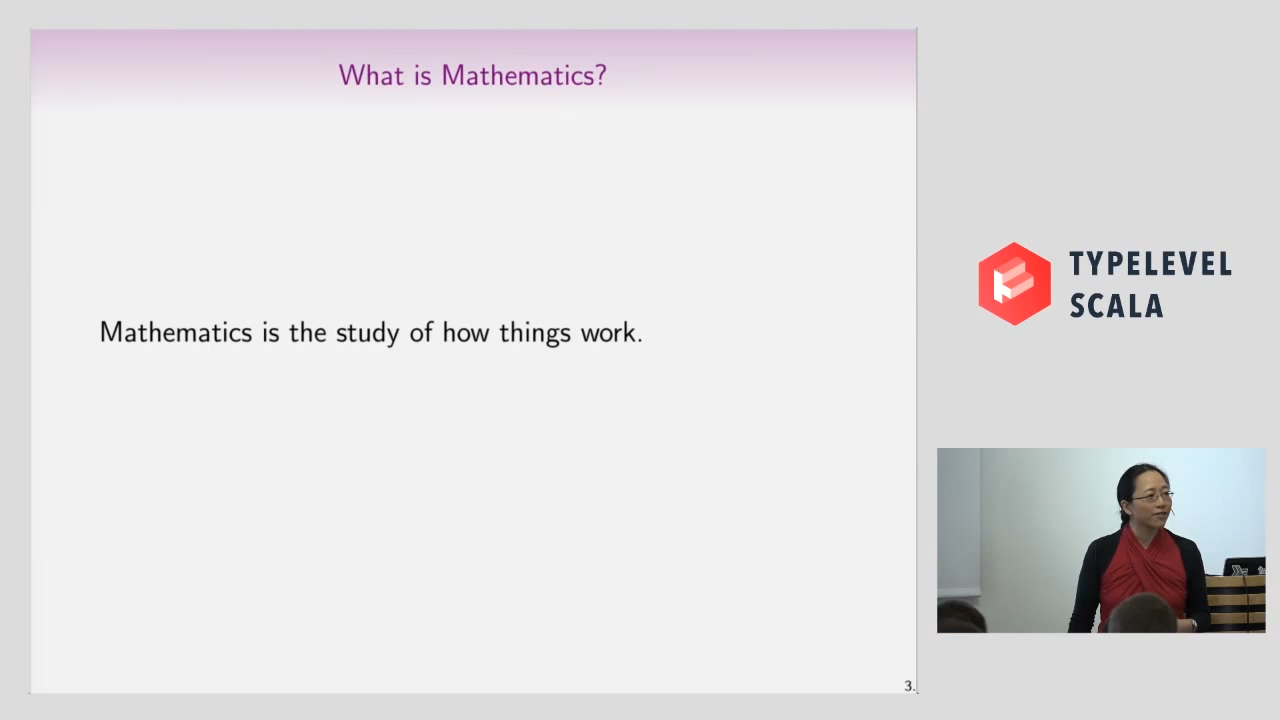 What is Mathematics?
Mathematics is the study of how things work.
3.
TYPELEVEL
SCALA